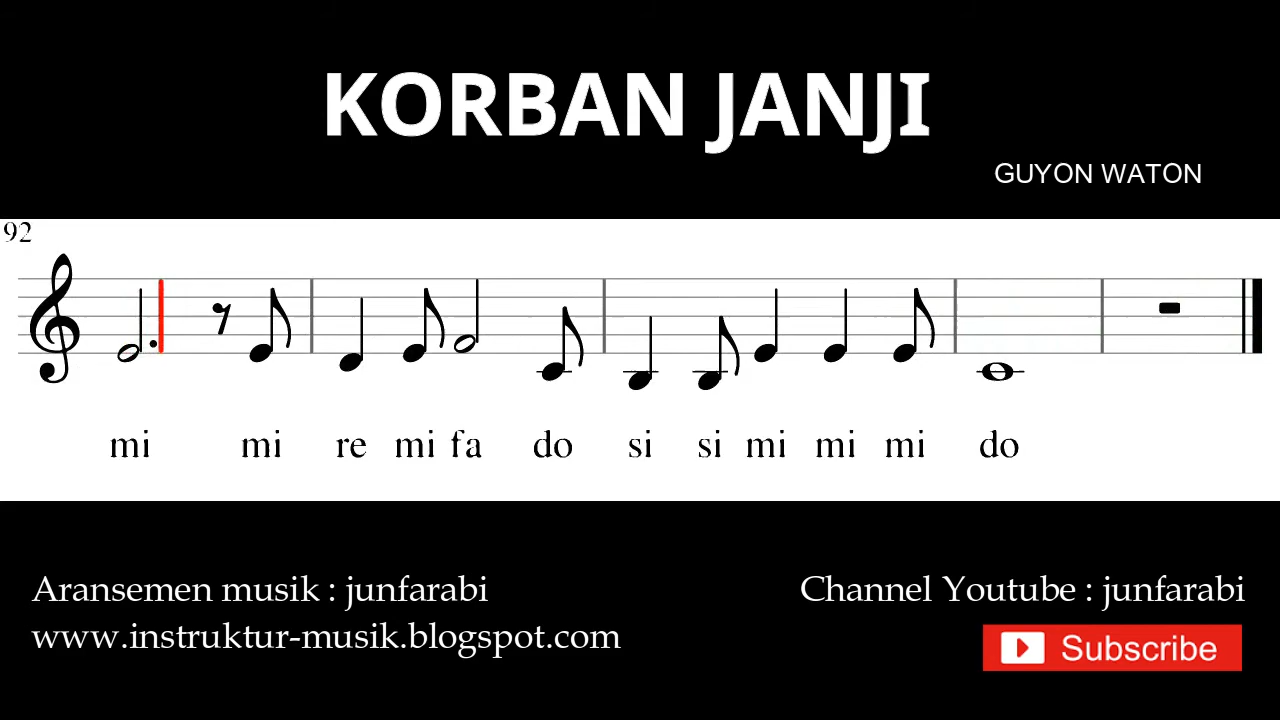 KORBAN JANJI
GUYON WATON
92
mi mi re mi fa do si si mi mi mi do
Aransemen musik : junfarabi
www.instruktur-musik.blogspot.com
Channel Youtube : junfarabi
Subscribe